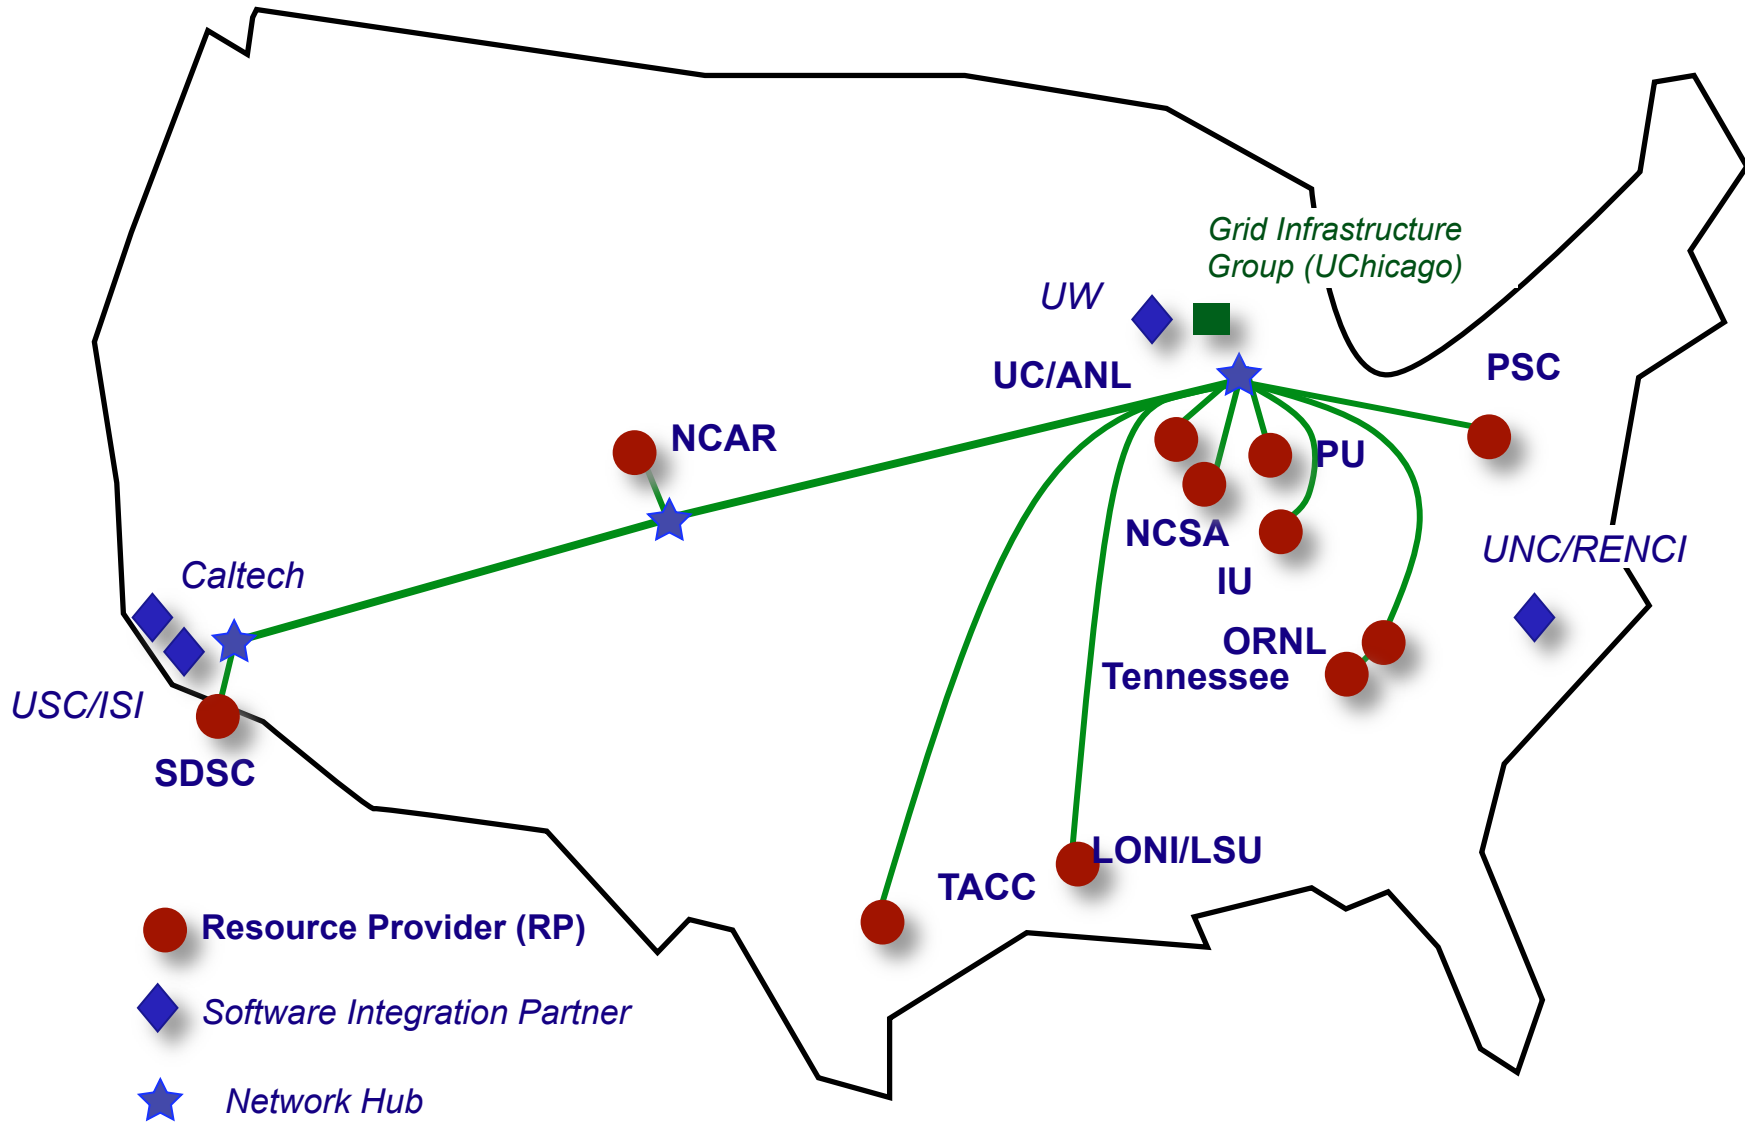 Grid Infrastructure
Group (UChicago)
UW
UC/ANL
PSC
NCAR
PU
NCSA
UNC/RENCI
Caltech
IU
ORNL
Tennessee
USC/ISI
SDSC
LONI/LSU
TACC
Resource Provider (RP)
Software Integration Partner
Network Hub